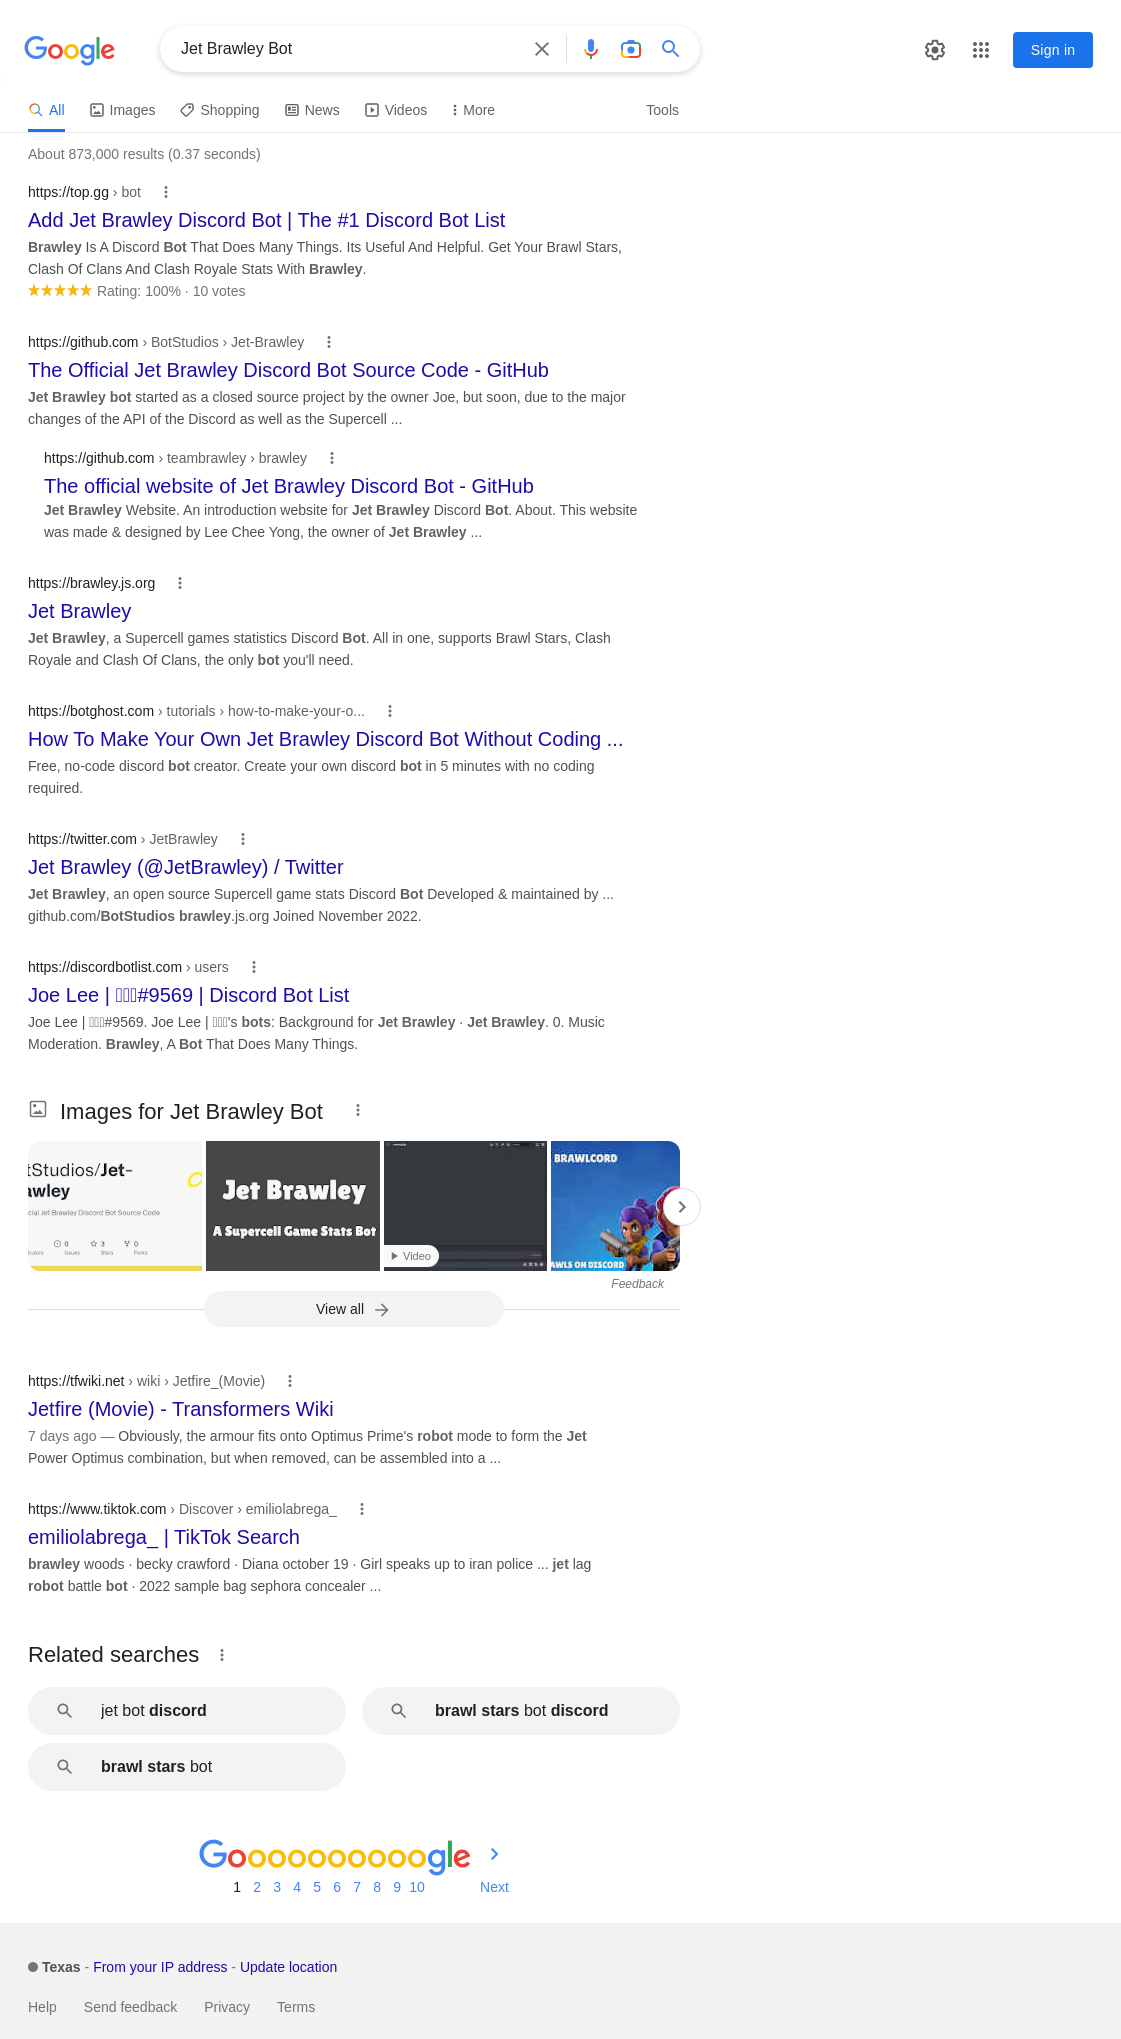 Google
Jet Brawley Bot
Sign in
All
Images
Shopping
News
Videos
More
Tools
About 873,000 results (0.37 seconds)
https://top.gg › bot
Add Jet Brawley Discord Bot | The #1 Discord Bot List
Brawley Is A Discord Bot That Does Many Things. Its Useful And Helpful. Get Your Brawl Stars,
Clash Of Clans And Clash Royale Stats With Brawley.
Rating: 100% · 10 votes
https://github.com › BotStudios › Jet-Brawley
The Official Jet Brawley Discord Bot Source Code - GitHub
Jet Brawley bot started as a closed source project by the owner Joe, but soon, due to the major
changes of the API of the Discord as well as the Supercell ...
https://github.com › teambrawley › brawley
The official website of Jet Brawley Discord Bot - GitHub
Jet Brawley Website. An introduction website for Jet Brawley Discord Bot. About. This website
was made & designed by Lee Chee Yong, the owner of Jet Brawley ...
https://brawley.js.org
Jet Brawley
Jet Brawley, a Supercell games statistics Discord Bot. All in one, supports Brawl Stars, Clash
Royale and Clash Of Clans, the only bot you'll need.
https://botghost.com › tutorials › how-to-make-your-o...
How To Make Your Own Jet Brawley Discord Bot Without Coding ...
Free, no-code discord bot creator. Create your own discord bot in 5 minutes with no coding
required.
https://twitter.com › JetBrawley
Jet Brawley (@JetBrawley) / Twitter
Jet Brawley, an open source Supercell game stats Discord Bot Developed & maintained by ...
github.com/BotStudios brawley.js.org Joined November 2022.
https://discordbotlist.com › users
Joe Lee | #9569 | Discord Bot List
Joe Lee | #9569. Joe Lee | 's bots: Background for Jet Brawley · Jet Brawley. 0. Music
Moderation. Brawley, A Bot That Does Many Things.
Images for Jet Brawley Bot
tStudios/Jet-
awley
cial Jet Brawley Discord Bot Source Code
0 3 0
butors Issues Stars Forks
Jet Brawley
A Supercell Game Stats Bot
Video
BRAWLCORD
AWLS ON DISCORD
Feedback
View all
https://tfwiki.net › wiki › Jetfire_(Movie)
Jetfire (Movie) - Transformers Wiki
7 days ago — Obviously, the armour fits onto Optimus Prime's robot mode to form the Jet
Power Optimus combination, but when removed, can be assembled into a ...
https://www.tiktok.com › Discover › emiliolabrega_
emiliolabrega_ | TikTok Search
brawley woods · becky crawford · Diana october 19 · Girl speaks up to iran police ... jet lag
robot battle bot · 2022 sample bag sephora concealer ...
Related searches
jet bot discord
brawl stars bot discord
brawl stars bot
Goooooooooogle
1 2 3 4 5 6 7 8 9 10 Next
Texas - From your IP address - Update location
Help Send feedback Privacy Terms